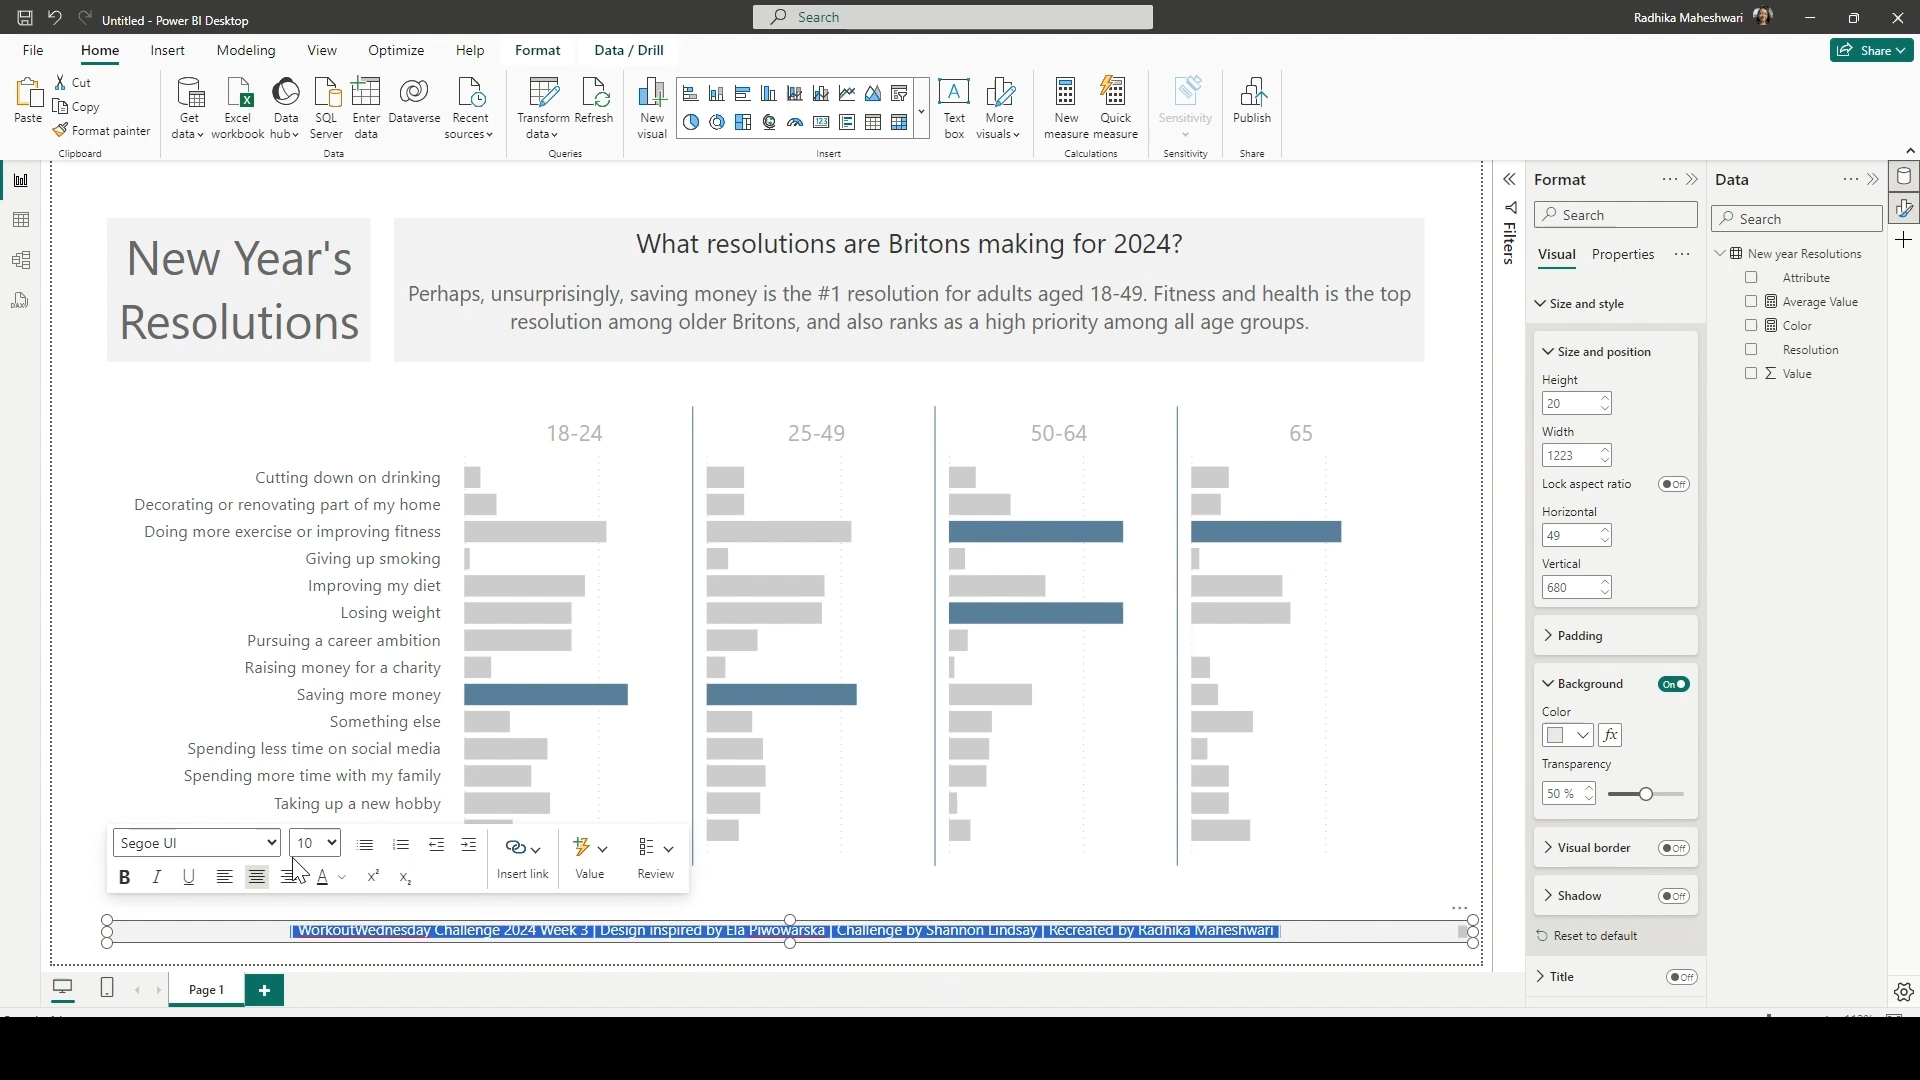 Untitled - Power BI Desktop
Search
Radhika Maheshwari
File
Home
Insert
Modeling
View
Optimize
Help
Format
Data / Drill
Share
Paste
Cut
Copy
Format painter
Clipboard
Get data
Excel workbook
Data hub
SQL Server
Enter data
Dataverse
Recent sources
Data
Transform data
Refresh
Queries
New visual
Text box
More visuals
Insert
New measure
Quick measure
Calculations
Sensitivity
Sensitivity
Publish
Share
New Year's
Resolutions
What resolutions are Britons making for 2024?
Perhaps, unsurprisingly, saving money is the #1 resolution for adults aged 18-49. Fitness and health is the top
resolution among older Britons, and also ranks as a high priority among all age groups.
18-24
25-49
50-64
65
Cutting down on drinking
Decorating or renovating part of my home
Doing more exercise or improving fitness
Giving up smoking
Improving my diet
Losing weight
Pursuing a career ambition
Raising money for a charity
Saving more money
Something else
Spending less time on social media
Spending more time with my family
Taking up a new hobby
Segoe UI
10
Insert link
Value
Review
| WorkoutWednesday Challenge 2024 Week 3 | Design Inspired by Ela Piwowarska | Challenge by Shannon Lindsay | Recreated by Radhika Maheshwari |
Page 1
Filters
Format
Search
Visual
Properties
Size and style
Size and position
Height
20
Width
1223
Lock aspect ratio
Off
Horizontal
49
Vertical
680
Padding
Background
On
Color
fx
Transparency
50 %
Visual border
Off
Shadow
Off
Reset to default
Title
Off
Data
Search
New year Resolutions
Attribute
Average Value
Color
Resolution
Value